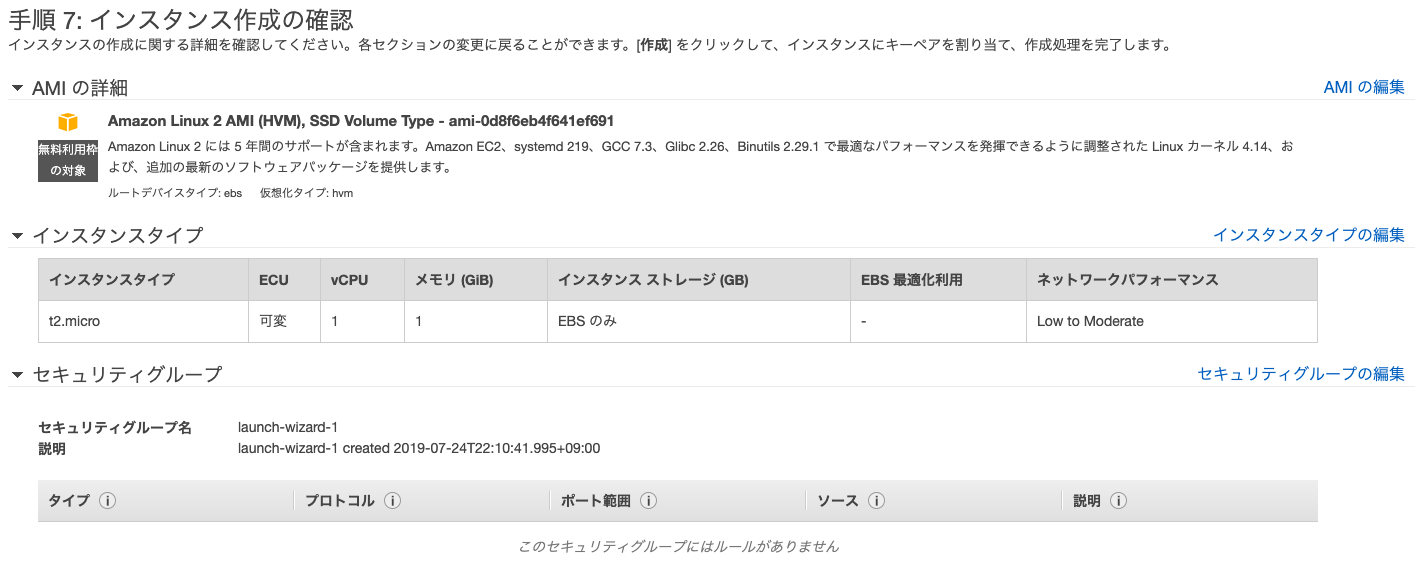 手順 7: インスタンス作成の確認
インスタンスの作成に関する詳細を確認してください。各セクションの変更に戻ることができます。[作成] をクリックして、インスタンスにキーペアを割り当て、作成処理を完了します。
AMI の詳細
AMI の編集
Amazon Linux 2 AMI (HVM), SSD Volume Type - ami-0d8f6eb4f641ef691
無料利用枠
の対象
Amazon Linux 2 には 5 年間のサポートが含まれます。Amazon EC2、systemd 219、GCC 7.3、Glibc 2.26、Binutils 2.29.1 で最適なパフォーマンスを発揮できるように調整された Linux カーネル 4.14、お
よび、追加の最新のソフトウェアパッケージを提供します。
ルートデバイスタイプ: ebs 仮想化タイプ: hvm
インスタンスタイプ
インスタンスタイプの編集
インスタンスタイプ ECU vCPU メモリ (GiB) インスタンス ストレージ (GB) EBS 最適化利用 ネットワークパフォーマンス
t2.micro 可変 1 1 EBS のみ - Low to Moderate
セキュリティグループ
セキュリティグループの編集
セキュリティグループ名 launch-wizard-1
説明 launch-wizard-1 created 2019-07-24T22:10:41.995+09:00
タイプ i プロトコル i ポート範囲 i ソース i 説明 i
このセキュリティグループにはルールがありません